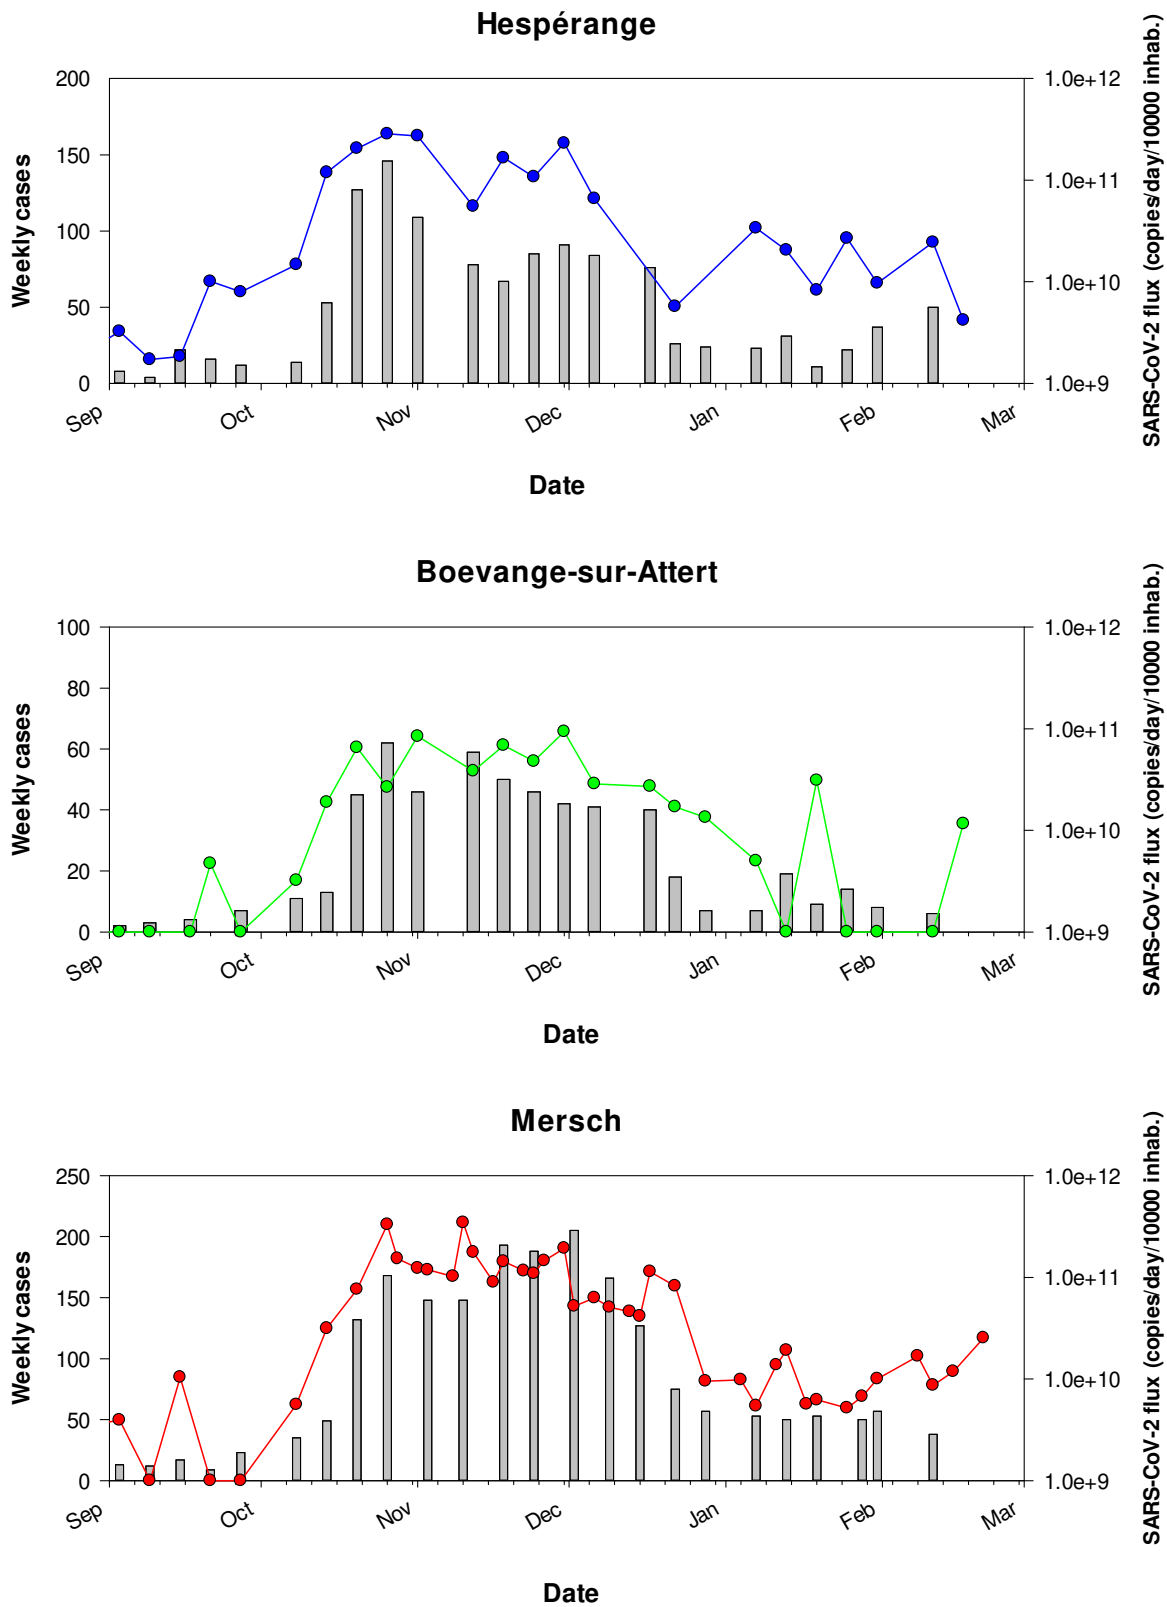 Hespérange
Weekly cases
200
150
100
50
0
1.0e+12
1.0e+11
1.0e+10
1.0e+9
SARS-CoV-2 flux (copies/day/10000 inhab.)
Sep
Oct
Nov
Dec
Jan
Feb
Mar
Date
Boevange-sur-Attert
Weekly cases
100
80
60
40
20
0
1.0e+12
1.0e+11
1.0e+10
1.0e+9
SARS-CoV-2 flux (copies/day/10000 inhab.)
Sep
Oct
Nov
Dec
Jan
Feb
Mar
Date
Mersch
Weekly cases
250
200
150
100
50
0
1.0e+12
1.0e+11
1.0e+10
1.0e+9
SARS-CoV-2 flux (copies/day/10000 inhab.)
Sep
Oct
Nov
Dec
Jan
Feb
Mar
Date